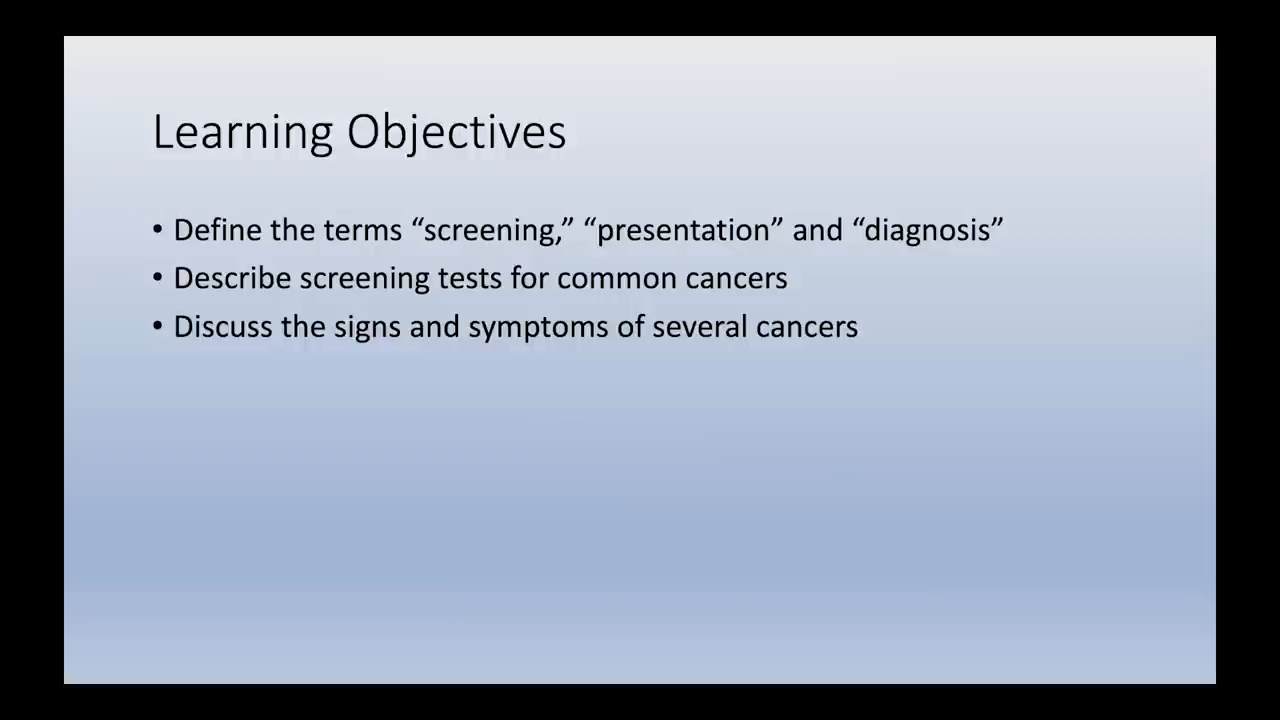 Learning Objectives
• Define the terms “screening,” “presentation” and “diagnosis”
• Describe screening tests for common cancers
• Discuss the signs and symptoms of several cancers